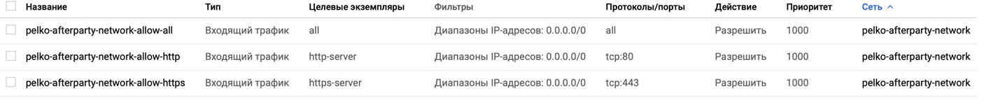 Название Тип Целевые экземпляры Фильтры Протоколы/порты Действие Приоритет Сеть
pelko-afterparty-network-allow-all Входящий трафик all Диапазоны IP-адресов: 0.0.0.0/0 all Разрешить 1000 pelko-afterparty-network
pelko-afterparty-network-allow-http Входящий трафик http-server Диапазоны IP-адресов: 0.0.0.0/0 tcp:80 Разрешить 1000 pelko-afterparty-network
pelko-afterparty-network-allow-https Входящий трафик https-server Диапазоны IP-адресов: 0.0.0.0/0 tcp:443 Разрешить 1000 pelko-afterparty-network